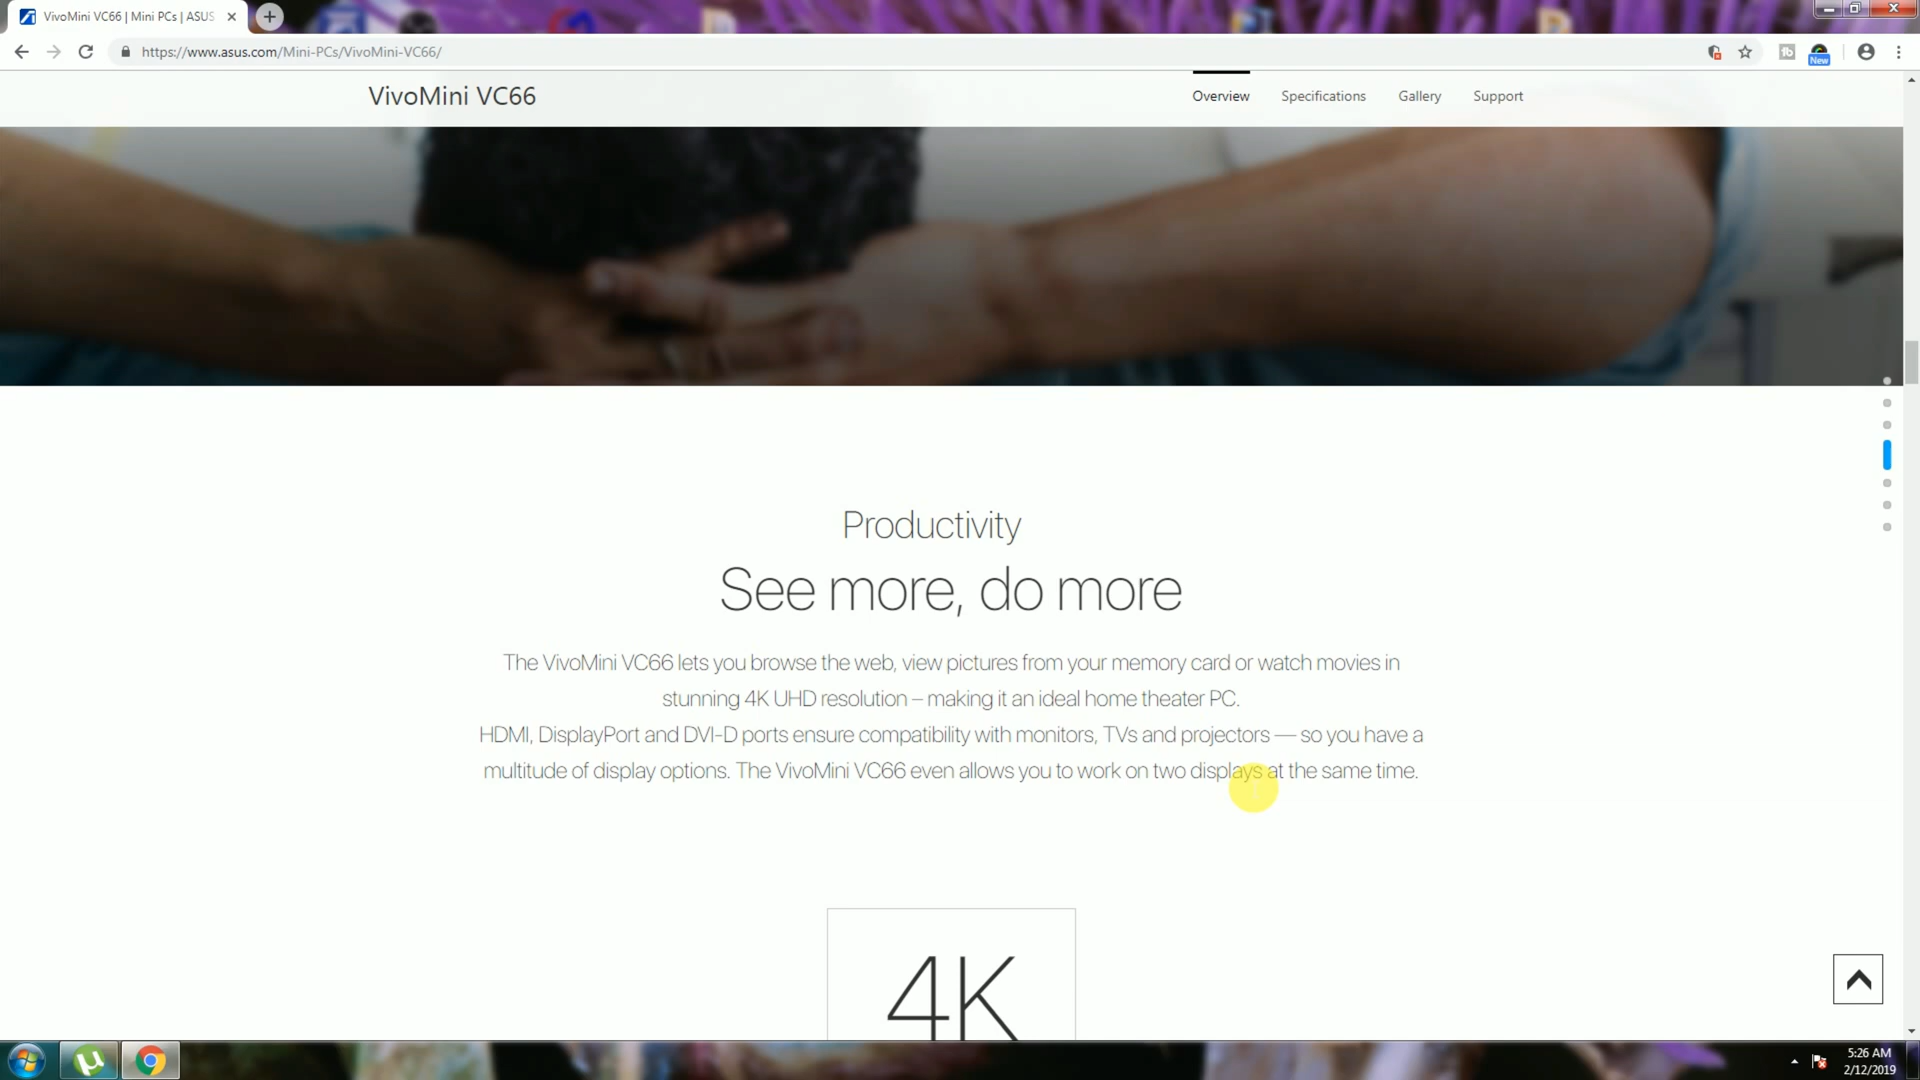 VivoMini VC66 | Mini PCs | ASUS
https://www.asus.com/Mini-PCs/VivoMini-VC66/
New
VivoMini VC66
Overview
Specifications
Gallery
Support
Productivity
See more, do more
The VivoMini VC66 lets you browse the web, view pictures from your memory card or watch movies in
stunning 4K UHD resolution – making it an ideal home theater PC.
HDMI, DisplayPort and DVI-D ports ensure compatibility with monitors, TVs and projectors — so you have a
multitude of display options. The VivoMini VC66 even allows you to work on two displays at the same time.
4K
5:26 AM
2/12/2019